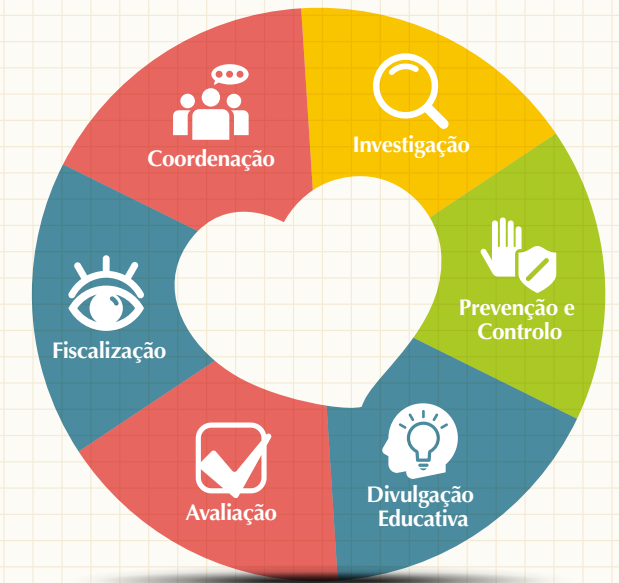 Coordenação
Investigação
Prevenção e
Controlo
Divulgação
Educativa
Avaliação
Fiscalização